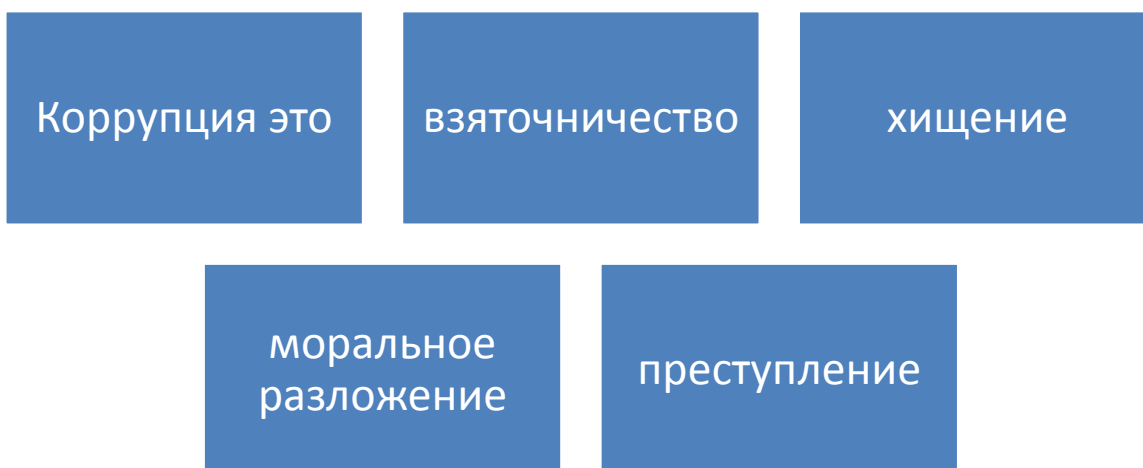 Коррупция это
взяточничество
хищение
моральное
разложение
преступление